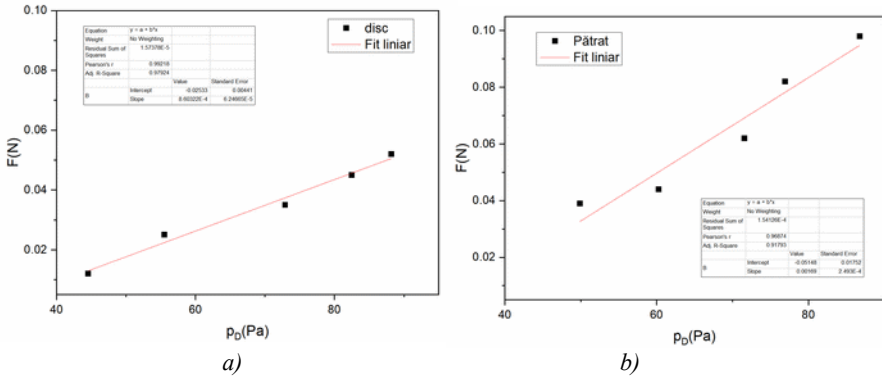 0.10
0.08
0.06
0.04
0.02
F(N)
40
60
80
p_D(Pa)
disc
Fit liniar
Equation y = a + b*x
Weight No Weighting
Residual Sum of Squares 1.57378E-5
Pearson's r 0.99218
Adj. R-Square 0.97924
Value Standard Error
B Intercept -0.02533 0.00441
Slope 8.60322E-4 6.24665E-5
a)
0.10
0.08
0.06
0.04
0.02
F(N)
40
60
80
p_D(Pa)
Pătrat
Fit liniar
Equation y = a + b*x
Weight No Weighting
Residual Sum of Squares 1.54126E-4
Pearson's r 0.96874
Adj. R-Square 0.91793
Value Standard Error
B Intercept -0.05148 0.01752
Slope 0.00169 2.493E-4
b)